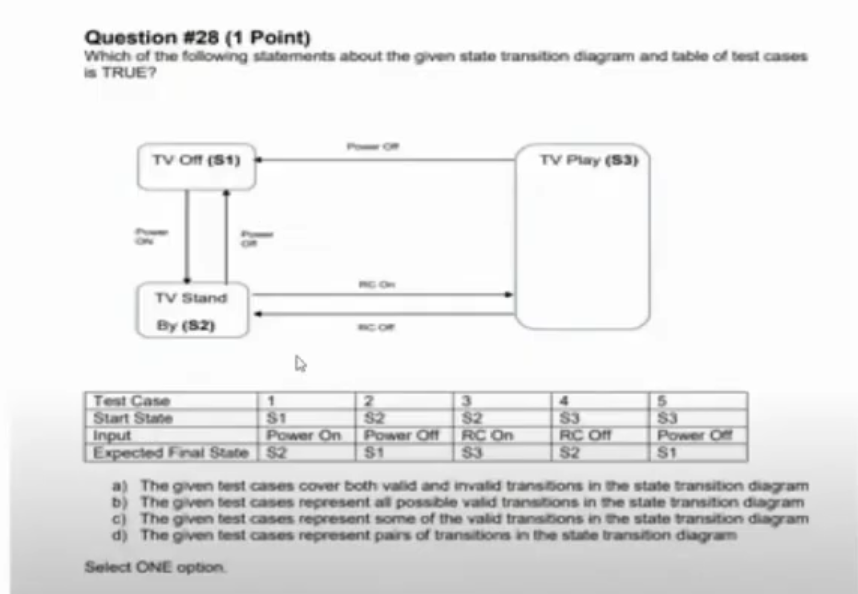 Question #28 (1 Point)
Which of the following statements about the given state transition diagram and table of test cases
is TRUE?
Power Off
TV Off (S1)
TV Play (S3)
Power
ON
Power
Off
RC On
TV Stand
By (S2)
RC Off
Test Case 1 2 3 4 5
Start State S1 S2 S2 S3 S3
Input Power On Power Off RC On RC Off Power Off
Expected Final State S2 S1 S3 S2 S1
a) The given test cases cover both valid and invalid transitions in the state transition diagram
b) The given test cases represent all possible valid transitions in the state transition diagram
c) The given test cases represent some of the valid transitions in the state transition diagram
d) The given test cases represent pairs of transitions in the state transition diagram
Select ONE option.